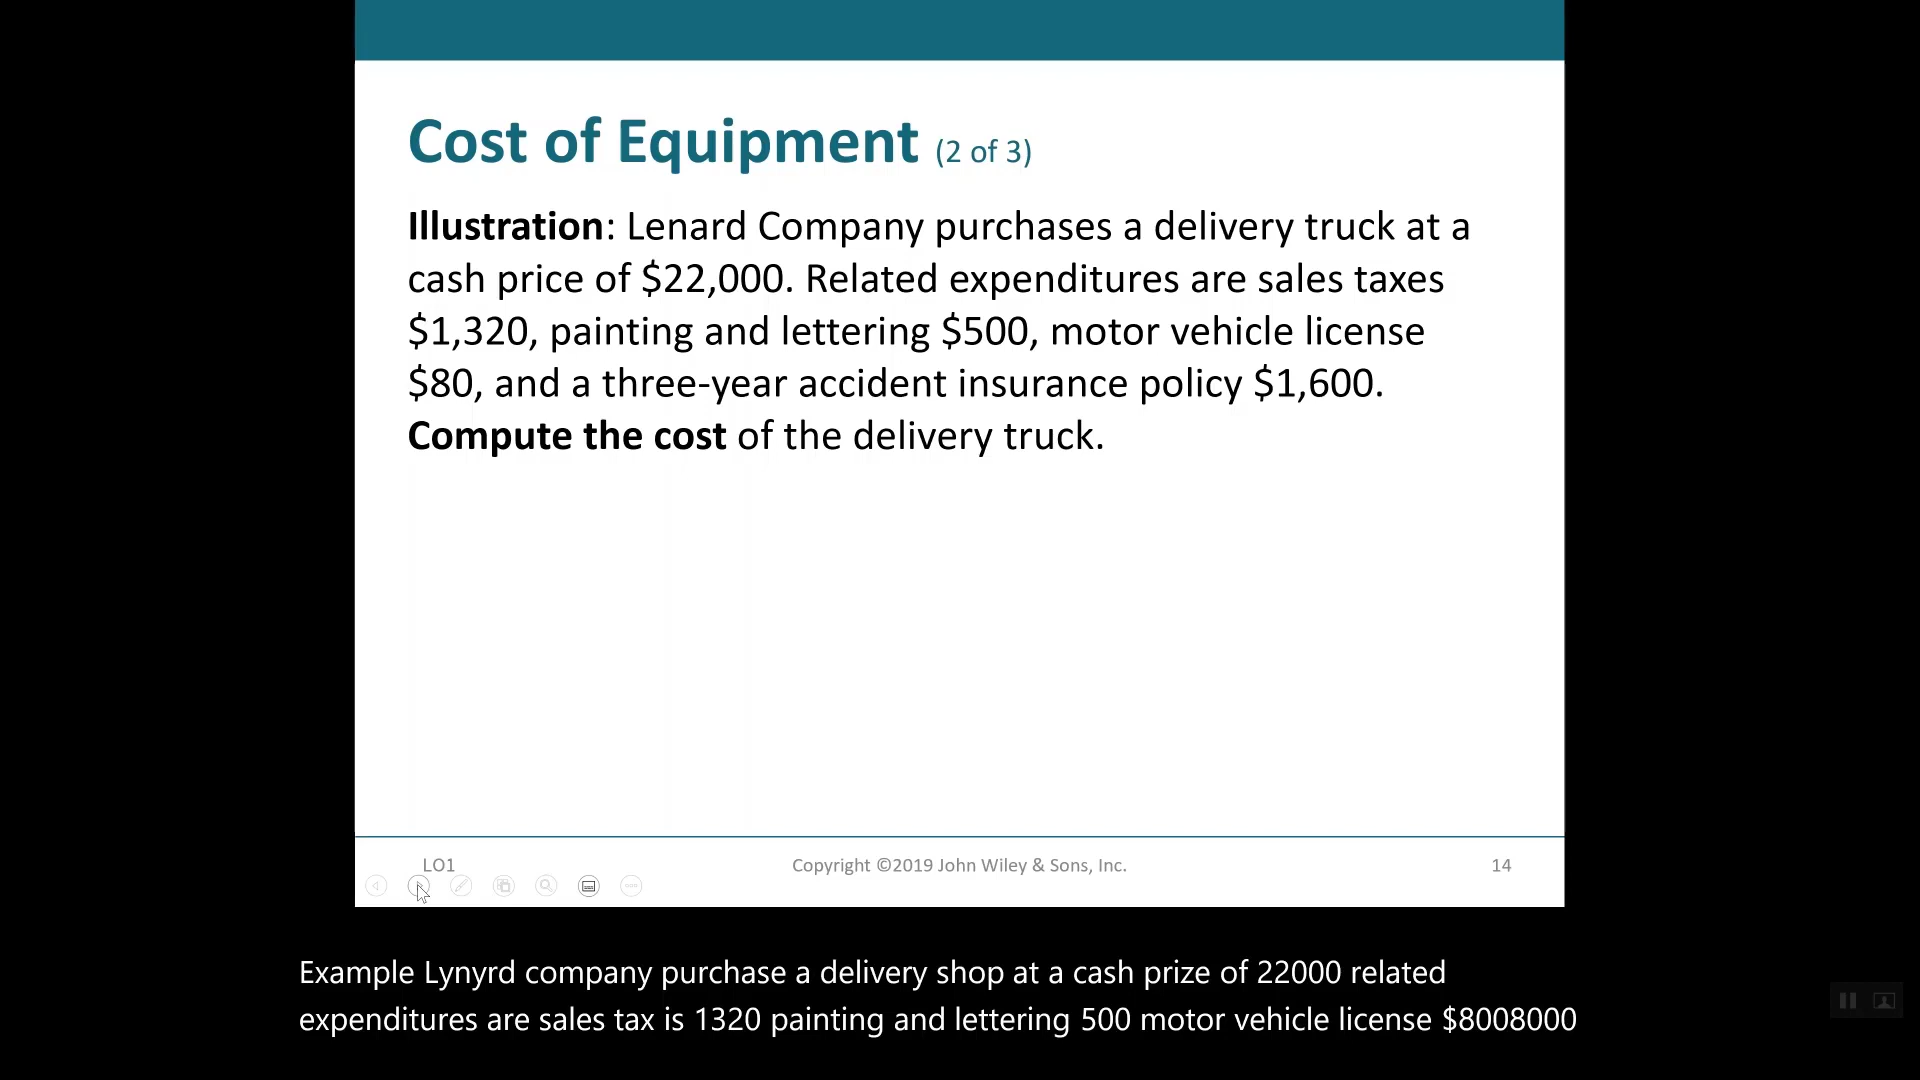 Cost of Equipment (2 of 3)
Illustration: Lenard Company purchases a delivery truck at a
cash price of $22,000. Related expenditures are sales taxes
$1,320, painting and lettering $500, motor vehicle license
$80, and a three-year accident insurance policy $1,600.
Compute the cost of the delivery truck.
LO1
Copyright ©2019 John Wiley & Sons, Inc.
14
Example Lynyrd company purchase a delivery shop at a cash prize of 22000 related
expenditures are sales tax is 1320 painting and lettering 500 motor vehicle license $8008000